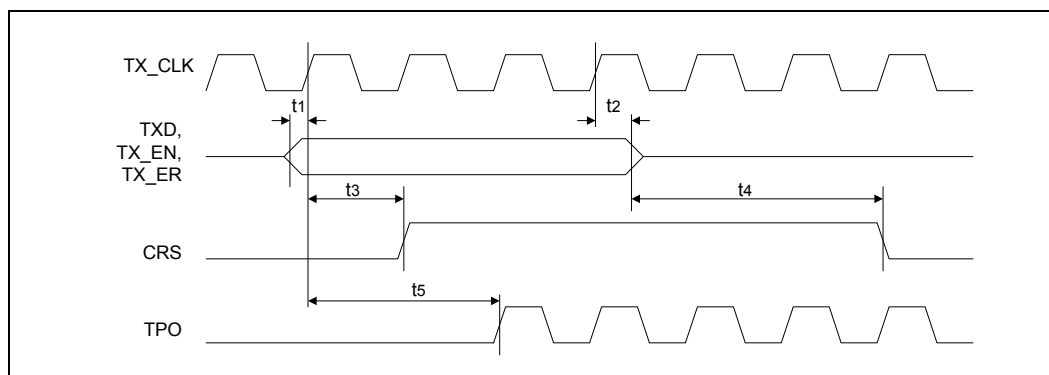 TX_CLK
t1
t2
TXD,
TX_EN,
TX_ER
t3
t4
CRS
t5
TPO